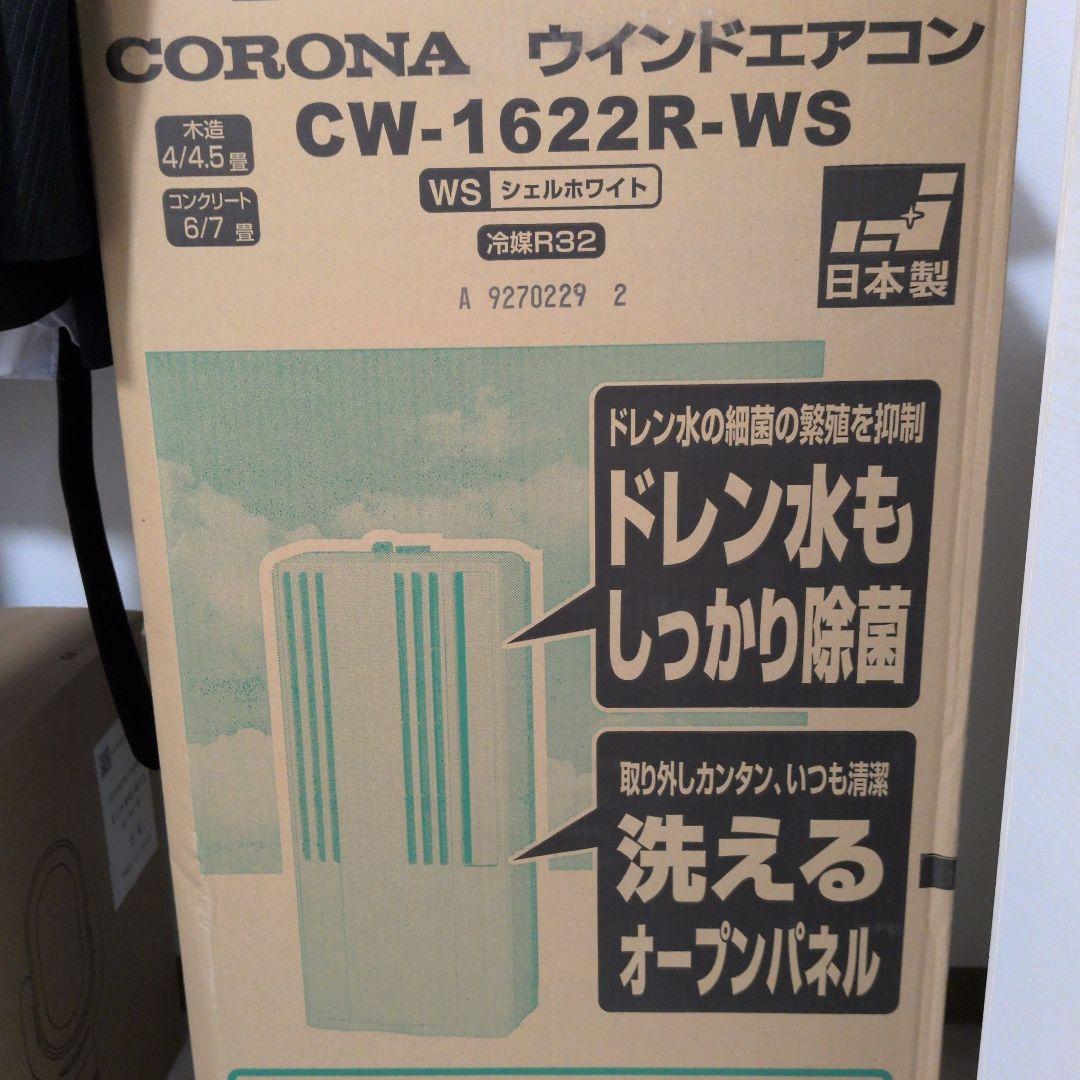 CORONA ウインドエアコン
CW-1622R-WS
木造
4/4.5 畳
コンクリート
6/7 畳
WS シェルホワイト
冷媒R32
A 9270229 2
日本製
ドレン水の細菌の繁殖を抑制
ドレン水も
しっかり除菌
取り外しカンタン、いつも清潔
洗える
オープンパネル